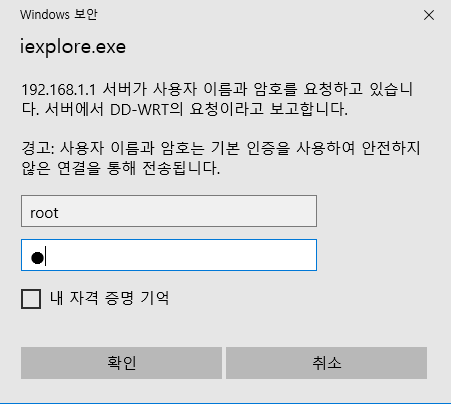 Windows 보안
iexplore.exe
192.168.1.1 서버가 사용자 이름과 암호를 요청하고 있습니
다. 서버에서 DD-WRT의 요청이라고 보고합니다.
경고: 사용자 이름과 암호는 기본 인증을 사용하여 안전하지
않은 연결을 통해 전송됩니다.
root
●
내 자격 증명 기억
확인 취소